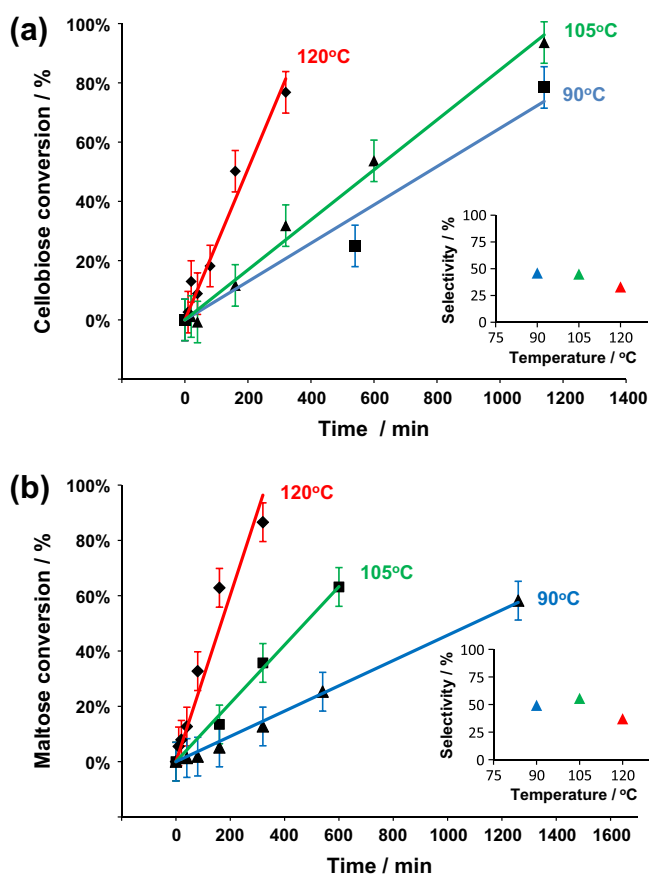 (a)
Cellobiose conversion / %
100%
80%
60%
40%
20%
0%
120°C
105°C
90°C
Selectivity / %
100
75
50
25
0
75 90 105 120
Temperature / °C
0 200 400 600 800 1000 1200 1400
Time / min
(b)
Maltose conversion / %
100%
80%
60%
40%
20%
0%
120°C
105°C
90°C
Selectivity / %
100
75
50
25
0
75 90 105 120
Temperature / °C
0 200 400 600 800 1000 1200 1400 1600
Time / min